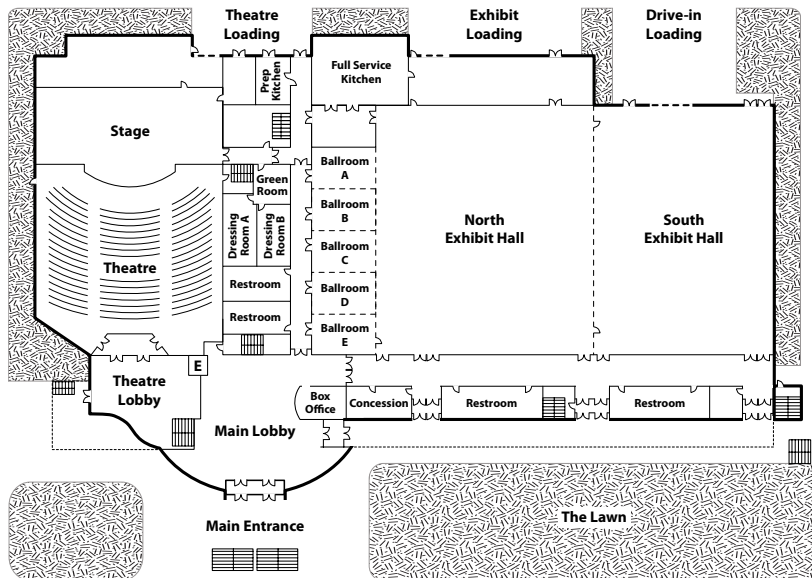 Theatre
Loading
Exhibit
Loading
Drive-in
Loading
Prep
Kitchen
Full Service
Kitchen
Stage
Green
Room
Ballroom
A
Ballroom
B
Ballroom
C
Ballroom
D
Ballroom
E
North
Exhibit Hall
South
Exhibit Hall
Dressing
Room A
Dressing
Room B
Theatre
Restroom
Restroom
E
Theatre
Lobby
Box
Office
Concession
Restroom
Restroom
Main Lobby
Main Entrance
The Lawn